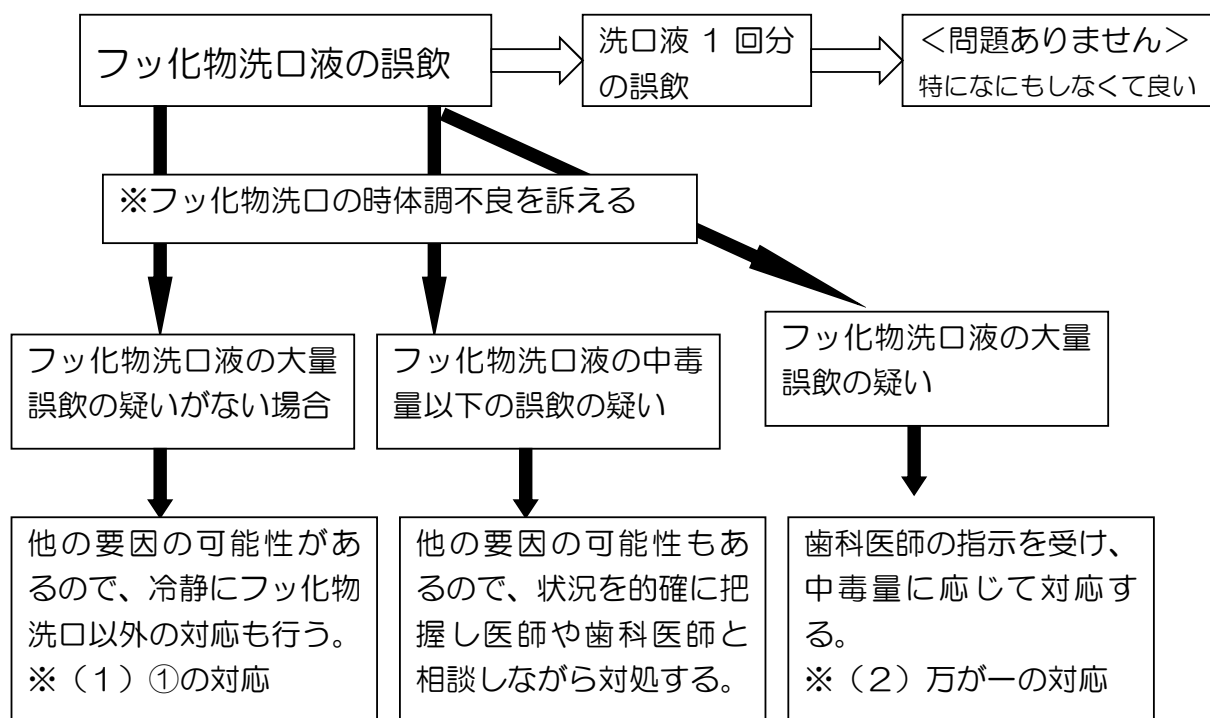 フッ化物洗口液の誤飲
洗口液 1 回分
の誤飲
＜問題ありません＞
特になにもしなくて良い
※フッ化物洗口の時体調不良を訴える
フッ化物洗口液の大量
誤飲の疑いがない場合
フッ化物洗口液の中毒
量以下の誤飲の疑い
フッ化物洗口液の大量
誤飲の疑い
他の要因の可能性があ
るので、冷静にフッ化物
洗口以外の対応も行う。
※（１）①の対応
他の要因の可能性もあ
るので、状況を的確に把
握し医師や歯科医師と
相談しながら対処する。
歯科医師の指示を受け、
中毒量に応じて対応す
る。
※（２）万が一の対応